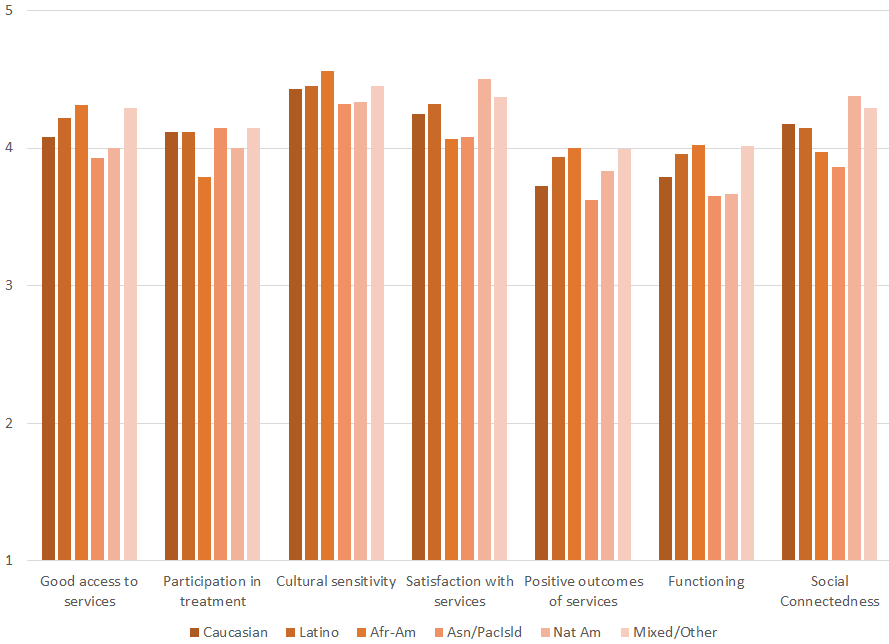 5
4
3
2
1
Good access to services
Participation in treatment
Cultural sensitivity
Satisfaction with services
Positive outcomes of services
Functioning
Social Connectedness
Caucasian Latino Afr-Am Asn/PacIsld Nat Am Mixed/Other